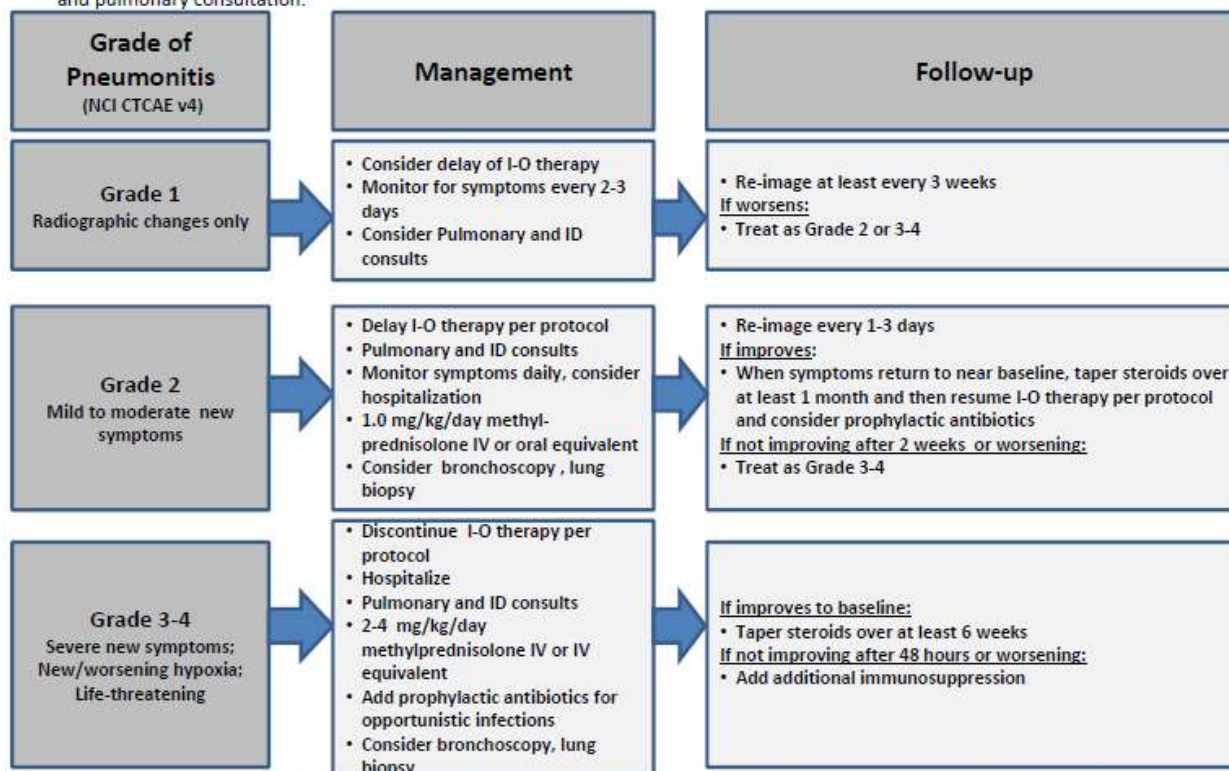 and pulmonary consultation.
Grade of
Pneumonitis
(NCI CTCAE v4)
Management
Follow-up
Grade 1
Radiographic changes only
• Consider delay of I-O therapy
• Monitor for symptoms every 2-3
days
• Consider Pulmonary and ID
consults
• Re-image at least every 3 weeks
If worsens:
• Treat as Grade 2 or 3-4
Grade 2
Mild to moderate new
symptoms
• Delay I-O therapy per protocol
• Pulmonary and ID consults
• Monitor symptoms daily, consider
hospitalization
• 1.0 mg/kg/day methyl-
prednisolone IV or oral equivalent
• Consider bronchoscopy , lung
biopsy
• Re-image every 1-3 days
If improves:
• When symptoms return to near baseline, taper steroids over
at least 1 month and then resume I-O therapy per protocol
and consider prophylactic antibiotics
If not improving after 2 weeks or worsening:
• Treat as Grade 3-4
Grade 3-4
Severe new symptoms;
New/worsening hypoxia;
Life-threatening
• Discontinue I-O therapy per
protocol
• Hospitalize
• Pulmonary and ID consults
• 2-4 mg/kg/day
methylprednisolone IV or IV
equivalent
• Add prophylactic antibiotics for
opportunistic infections
• Consider bronchoscopy, lung
biopsy
If improves to baseline:
• Taper steroids over at least 6 weeks
If not improving after 48 hours or worsening:
• Add additional immunosuppression